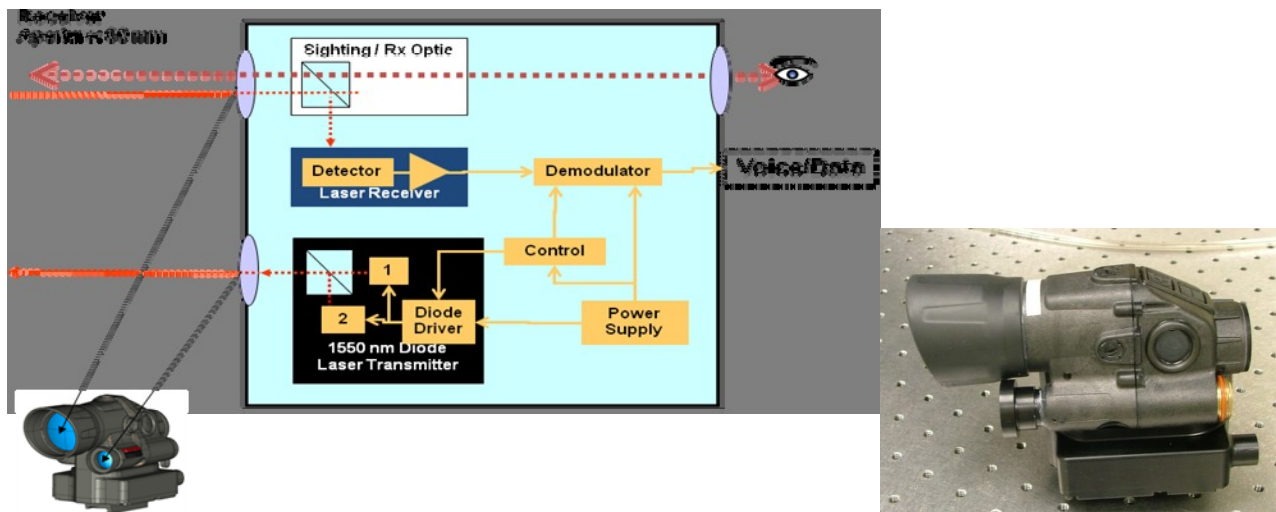 Receiver
Sighting / Rx Optic
Detector
Laser Receiver
Demodulator
Voice/Data
Control
1
2
Diode
Driver
Power
Supply
1550 nm Diode
Laser Transmitter